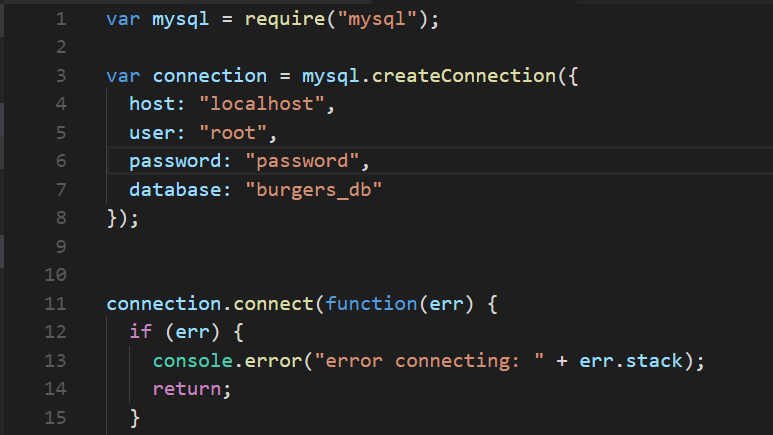 1 var mysql = require("mysql");
2
3 var connection = mysql.createConnection({
4   host: "localhost",
5   user: "root",
6   password: "password",
7   database: "burgers_db"
8 });
9
10
11 connection.connect(function(err) {
12   if (err) {
13     console.error("error connecting: " + err.stack);
14     return;
15   }